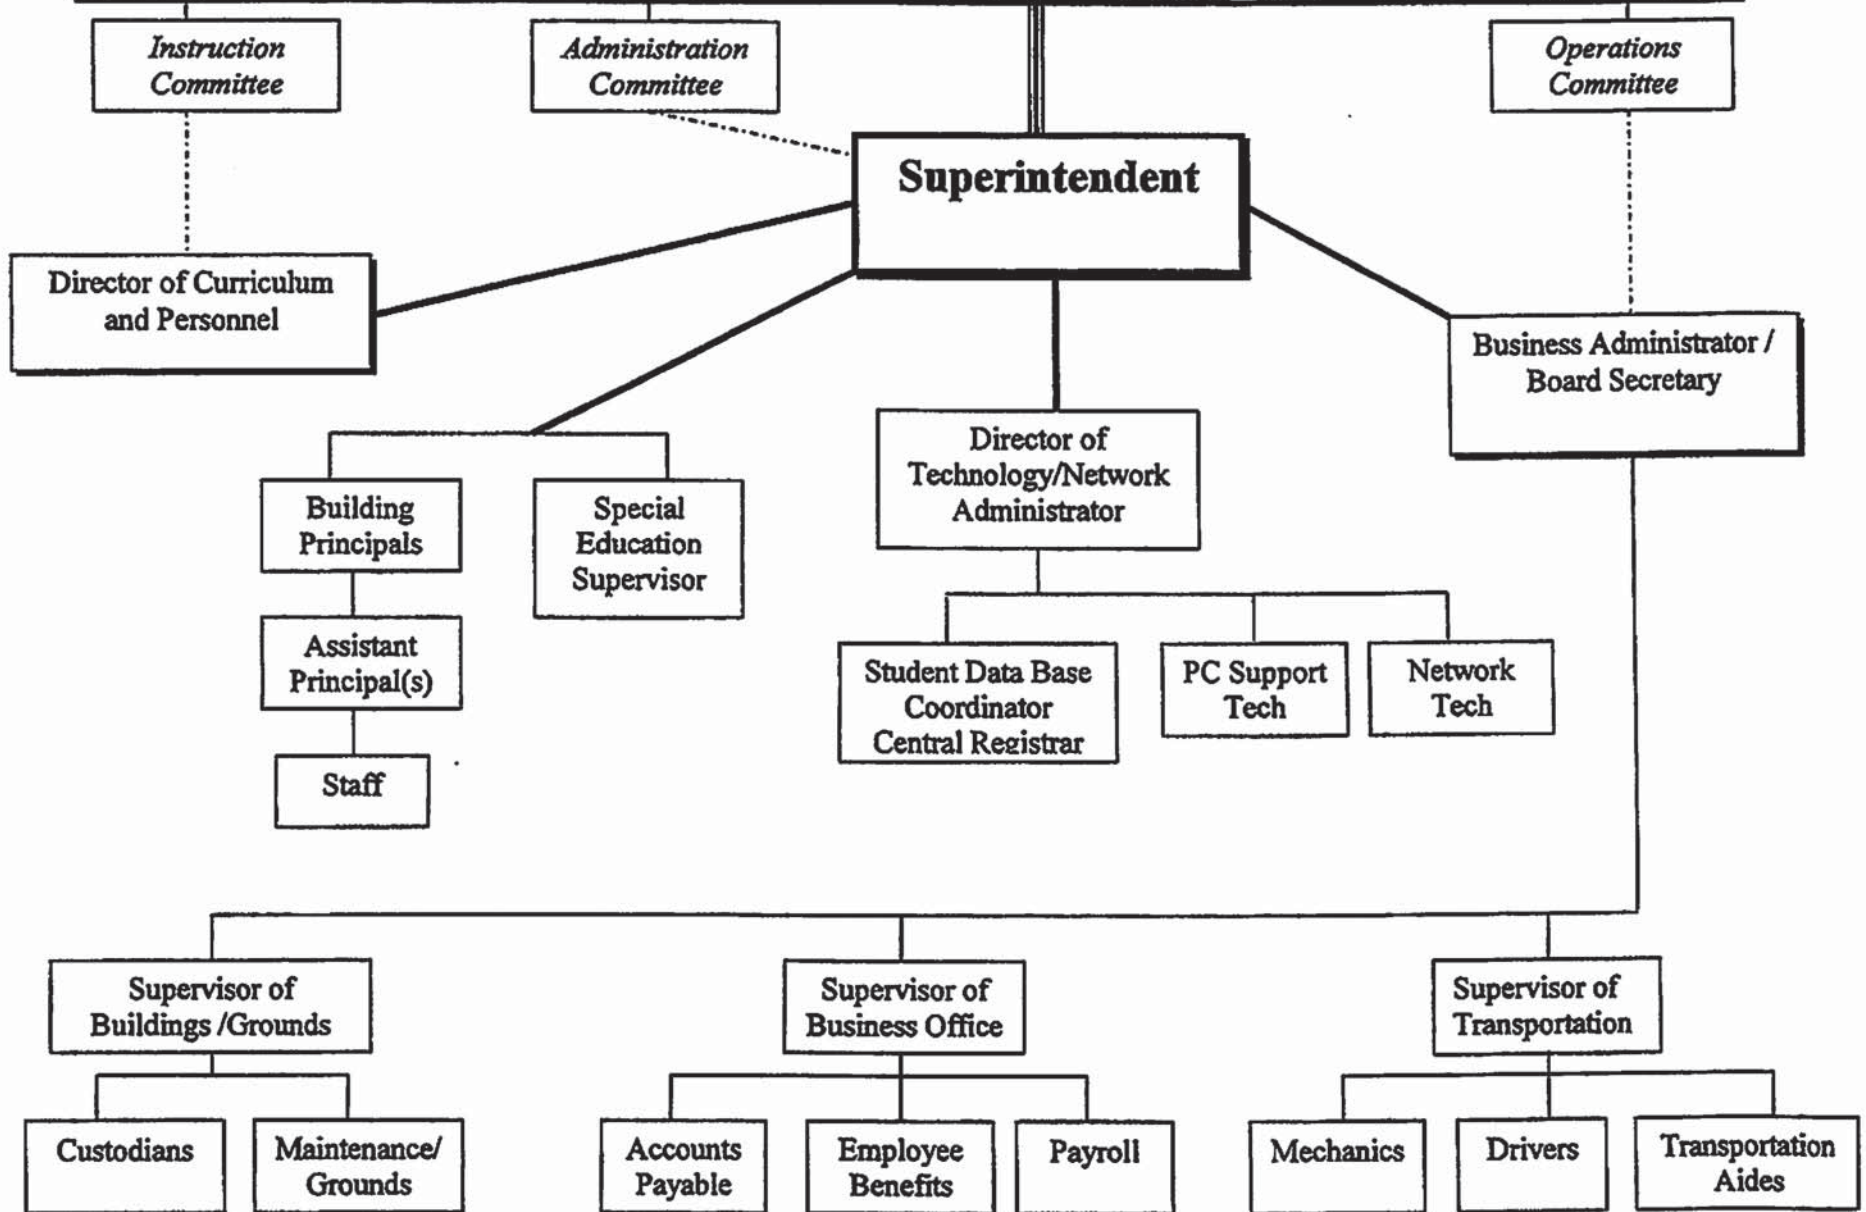 Instruction
Committee
Administration
Committee
Operations
Committee
Superintendent
Director of Curriculum
and Personnel
Business Administrator /
Board Secretary
Building
Principals
Special
Education
Supervisor
Director of
Technology/Network
Administrator
Assistant
Principal(s)
Student Data Base
Coordinator
Central Registrar
PC Support
Tech
Network
Tech
Staff
Supervisor of
Buildings /Grounds
Supervisor of
Business Office
Supervisor of
Transportation
Custodians
Maintenance/
Grounds
Accounts
Payable
Employee
Benefits
Payroll
Mechanics
Drivers
Transportation
Aides